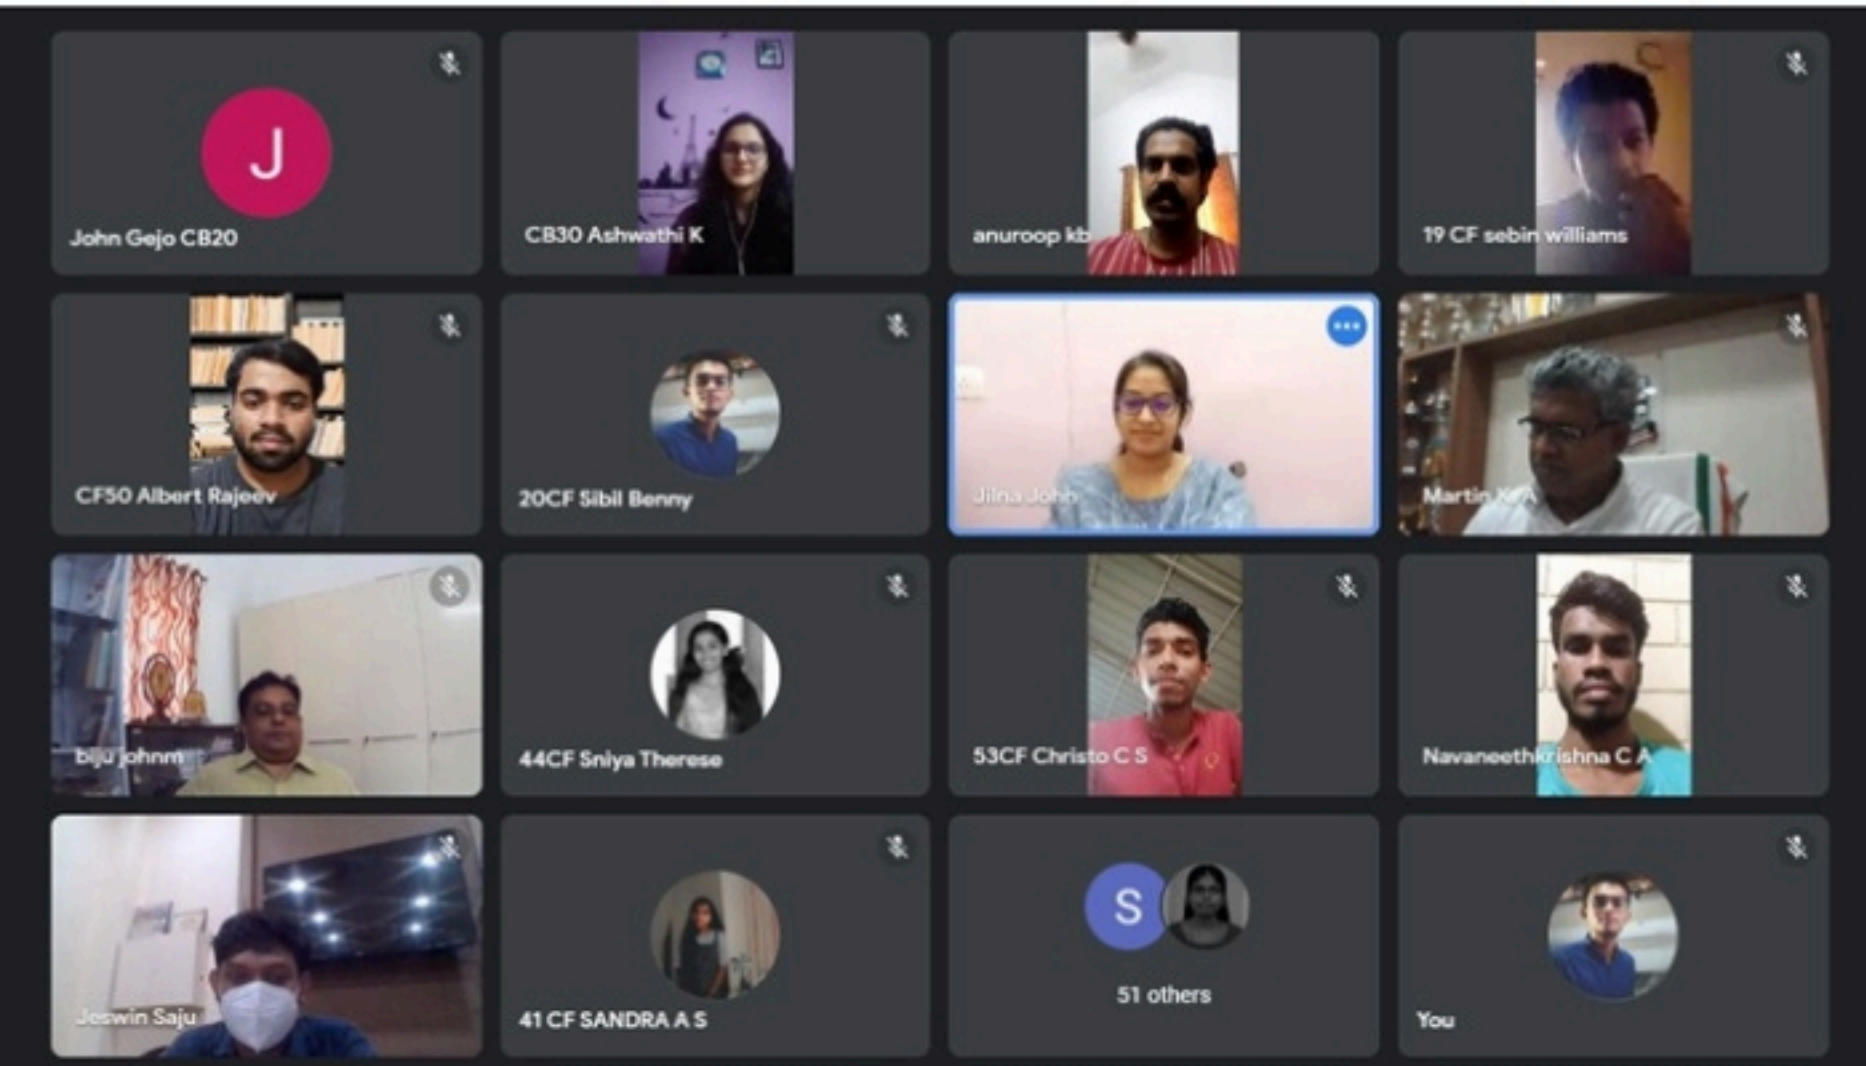 J
John Gejo CB20
CB30 Ashwathi K
anuroop kb
19 CF sebin williams
CF50 Albert Rajeev
20CF Sibil Benny
Jilna John
Martin K A
biju johnm
44CF Sniya Therese
53CF Christo C S
Navaneethkrishna C A
Jeswin Saju
41 CF SANDRA A S
S
51 others
You